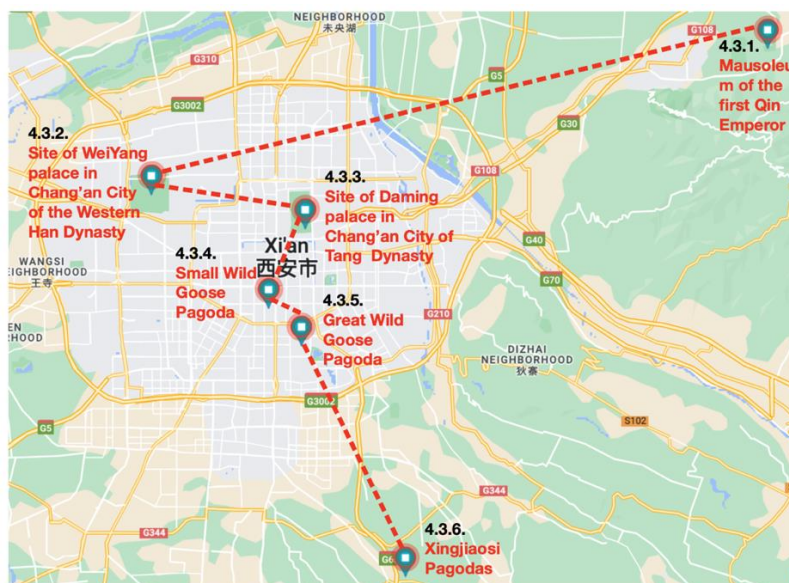 NEIGHBORHOOD
未央湖
G108
4.3.1.
Mausoleu
m of the
first Qin
Emperor
G310
G5
G3002
G30
4.3.2.
Site of WeiYang
palace in
Chang'an City
of the Western
Han Dynasty
G108
4.3.3.
Site of Daming
palace in
Chang'an City of
Tang Dynasty
Xi'an
西安市
G40
WANGSI
NEIGHBORHOOD
王寺
4.3.4.
Small Wild
Goose
Pagoda
G70
4.3.5.
Great Wild
Goose
Pagoda
G210
EN
RHOOD
DIZHAI
NEIGHBORHOOD
狄寨
G3002
G5
S102
G344
G344
4.3.6.
Xingjiaosi
Pagodas